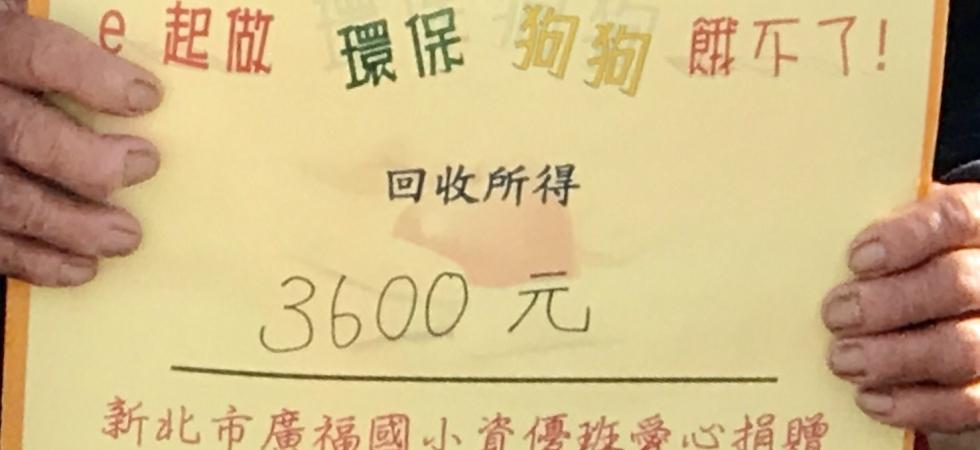 e起做 環保 狗狗 餓不了!
回收所得
3600 元
新北市廣福國小資優班愛心捐贈